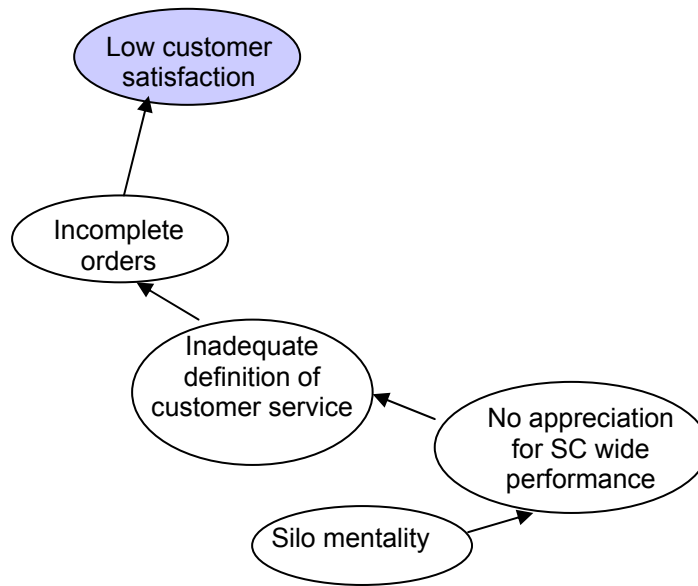 Low customer
satisfaction
Incomplete
orders
Inadequate
definition of
customer service
No appreciation
for SC wide
performance
Silo mentality